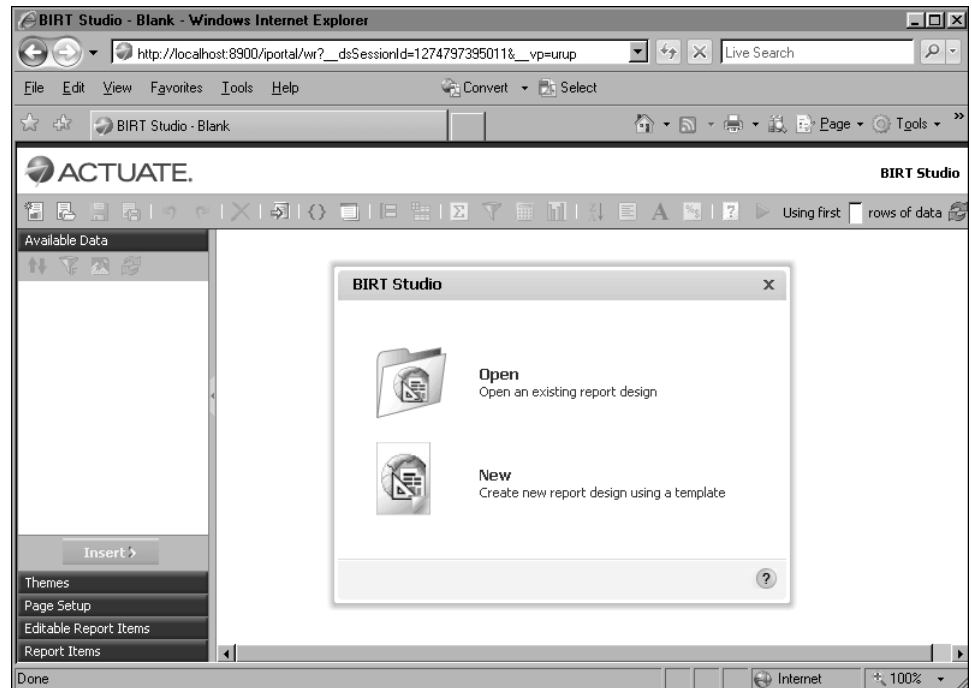 BIRT Studio - Blank - Windows Internet Explorer
http://localhost:8900/iportal/wr?__dsSessionId=1274797395011&__vp=urup
Live Search
File Edit View Favorites Tools Help
Convert Select
BIRT Studio - Blank
Page Tools »
ACTUATE.
BIRT Studio
Using first rows of data
Available Data
BIRT Studio
x
Open
Open an existing report design
New
Create new report design using a template
?
Insert >
Themes
Page Setup
Editable Report Items
Report Items
Done
Internet
100%